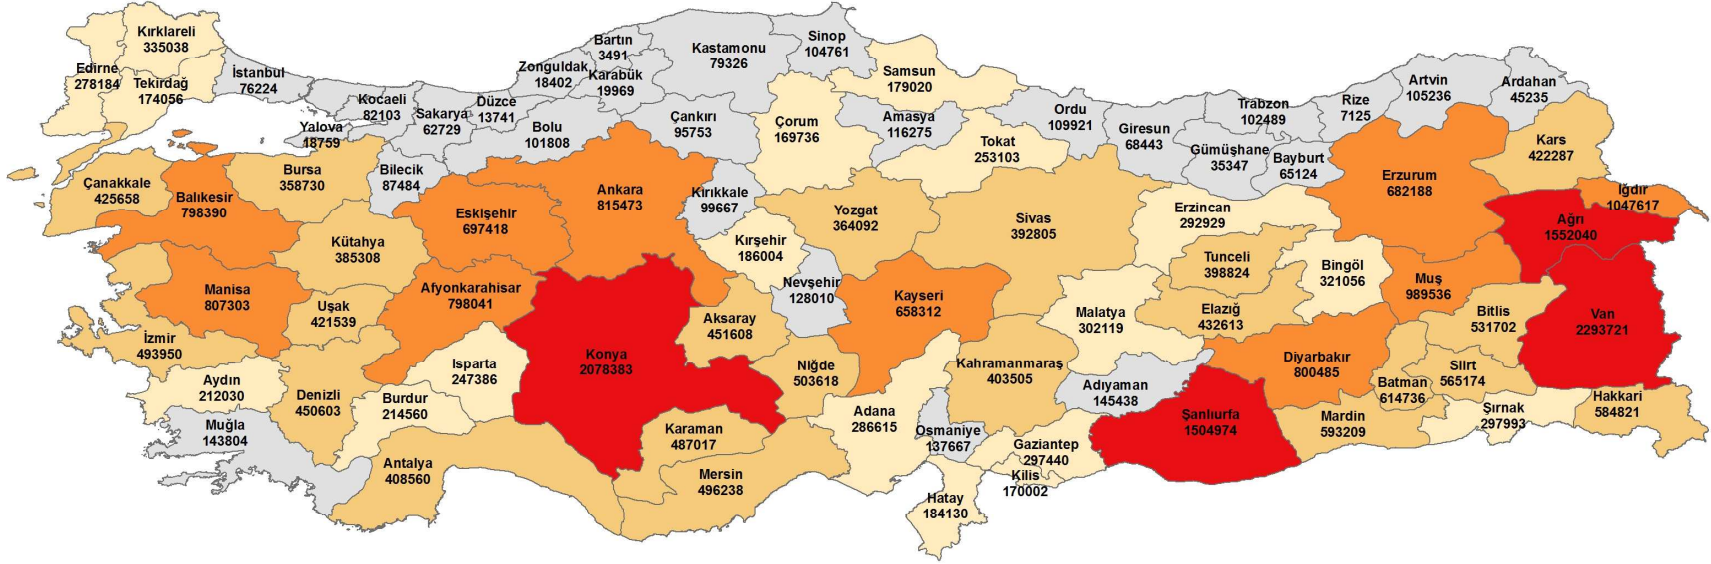 Kırklareli
335038
Edirne
278184
Tekirdağ
174056
İstanbul
76224
Kocaeli
82103
Yalova
18759
Sakarya
62729
Düzce
13741
Zonguldak
18402
Bartın
3491
Karabük
19969
Kastamonu
79326
Sinop
104761
Samsun
179020
Bolu
101808
Çankırı
95753
Çorum
169736
Amasya
116275
Tokat
253103
Ordu
109921
Giresun
68443
Trabzon
102489
Gümüşhane
35347
Bayburt
65124
Rize
7125
Artvin
105236
Ardahan
45235
Kars
422287
Çanakkale
425658
Balıkesir
798390
Bursa
358730
Bilecik
87484
Kütahya
385308
Eskişehir
697418
Ankara
815473
Kırıkkale
99667
Kırşehir
186004
Yozgat
364092
Sivas
392805
Erzincan
292929
Erzurum
682188
Iğdır
1047617
Ağrı
1552040
Manisa
807303
Uşak
421539
Afyonkarahisar
798041
Nevşehir
128010
Kayseri
658312
Malatya
302119
Tunceli
398824
Elazığ
432613
Bingöl
321056
Muş
989536
Bitlis
531702
Van
2293721
İzmir
493950
Aydın
212030
Denizli
450603
Isparta
247386
Burdur
214560
Konya
2078383
Aksaray
451608
Niğde
503618
Kahramanmaraş
403505
Adıyaman
145438
Diyarbakır
800485
Batman
614736
Siirt
565174
Hakkari
584821
Muğla
143804
Antalya
408560
Karaman
487017
Mersin
496238
Adana
286615
Osmaniye
137667
Gaziantep
297440
Kilis
170002
Hatay
184130
Şanlıurfa
1504974
Mardin
593209
Şırnak
297993